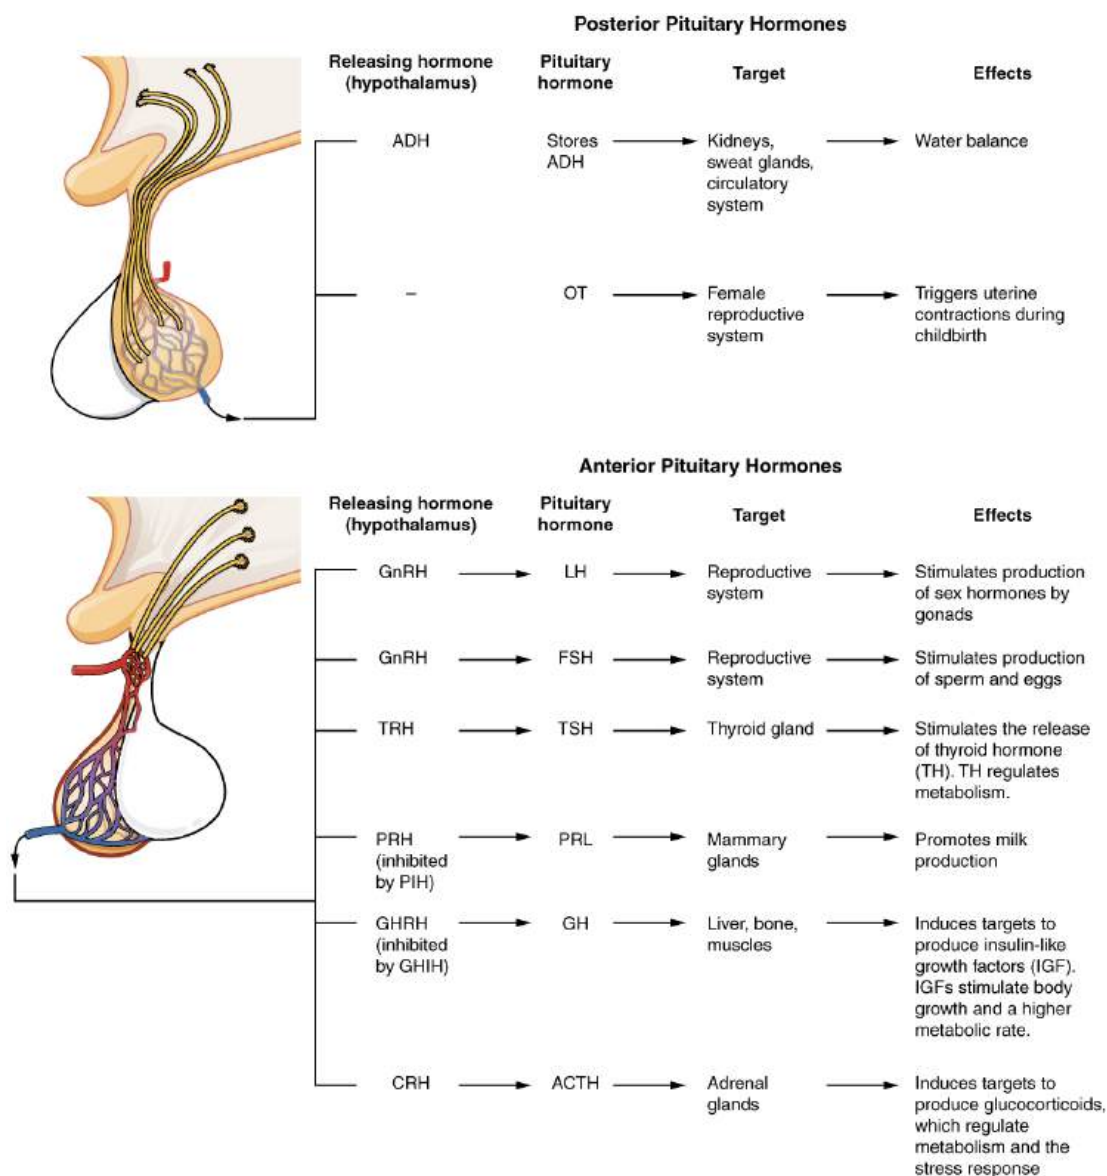 Posterior Pituitary Hormones
Releasing hormone
(hypothalamus)
Pituitary
hormone
Target
Effects
ADH
Stores
ADH
Kidneys,
sweat glands,
circulatory
system
Water balance
–
OT
Female
reproductive
system
Triggers uterine
contractions during
childbirth
Anterior Pituitary Hormones
Releasing hormone
(hypothalamus)
Pituitary
hormone
Target
Effects
GnRH
LH
Reproductive
system
Stimulates production
of sex hormones by
gonads
GnRH
FSH
Reproductive
system
Stimulates production
of sperm and eggs
TRH
TSH
Thyroid gland
Stimulates the release
of thyroid hormone
(TH). TH regulates
metabolism.
PRH
(inhibited
by PIH)
PRL
Mammary
glands
Promotes milk
production
GHRH
(inhibited
by GHIH)
GH
Liver, bone,
muscles
Induces targets to
produce insulin-like
growth factors (IGF).
IGFs stimulate body
growth and a higher
metabolic rate.
CRH
ACTH
Adrenal
glands
Induces targets to
produce glucocorticoids,
which regulate
metabolism and the
stress response